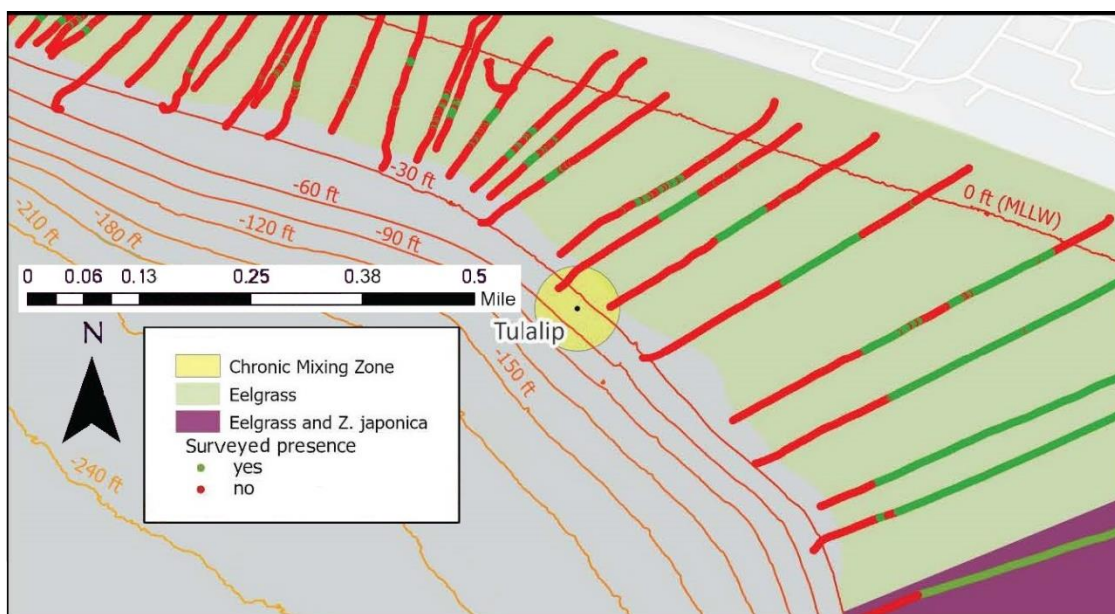 0 ft (MLLW)
-30 ft
-60 ft
-90 ft
-120 ft
-150 ft
-180 ft
-210 ft
-240 ft
0 0.06 0.13 0.25 0.38 0.5
Mile
Tulalip
N
Chronic Mixing Zone
Eelgrass
Eelgrass and Z. japonica
Surveyed presence
yes
no